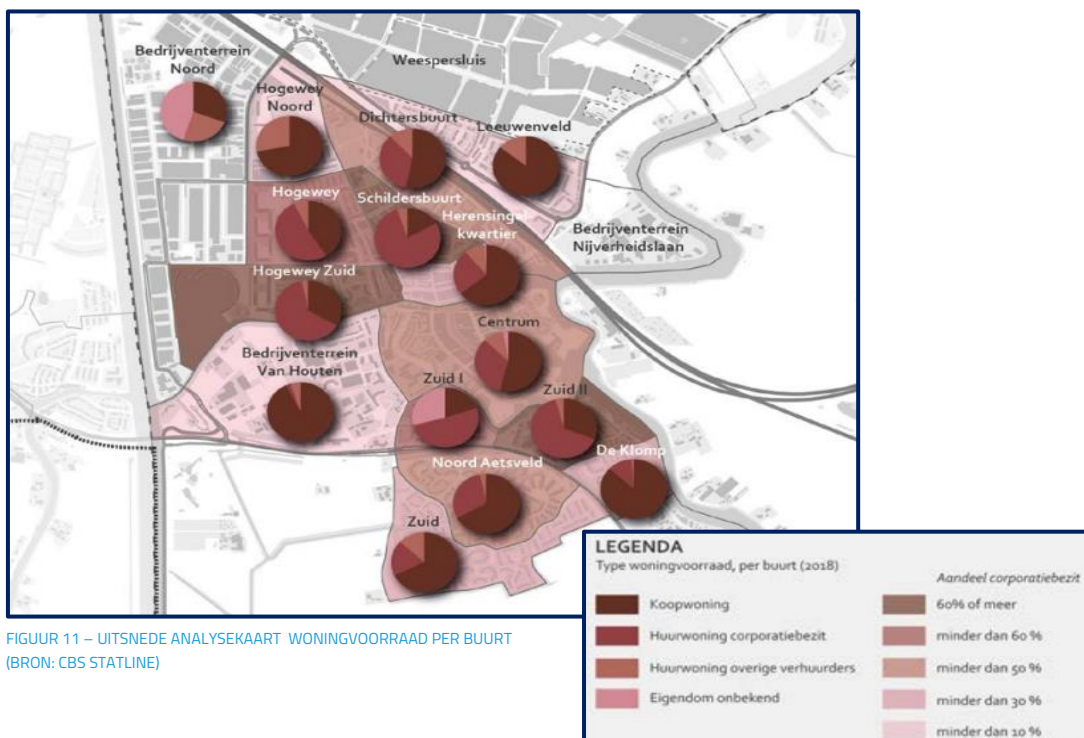 Bedrijventerrein
Noord
Weespersluis
Hogewey
Noord
Dichtersbuurt
Leeuwenveld
Hogewey
Schildersbuurt
Herensingel-
kwartier
Bedrijventerrein
Nijverheidslaan
Hogewey Zuid
Centrum
Bedrijventerrein
Van Houten
Zuid I
Zuid II
De Klomp
Noord Aetsveld
Zuid
LEGENDA
Type woningvoorraad, per buurt (2018)
Aandeel corporatiebezit
Koopwoning
60% of meer
Huurwoning corporatiebezit
minder dan 60 %
Huurwoning overige verhuurders
minder dan 50 %
Eigendom onbekend
minder dan 30 %
minder dan 10 %
FIGUUR 11 – UITSNEDE ANALYSEKAART WONINGVOORRAAD PER BUURT
(BRON: CBS STATLINE)